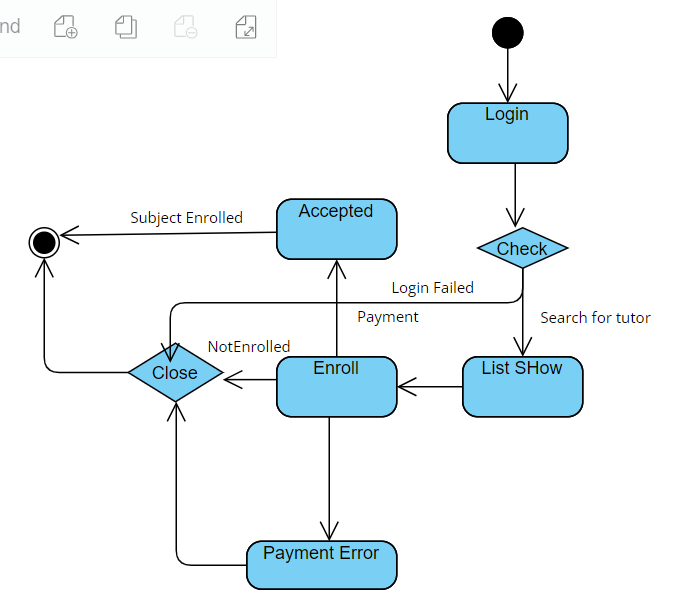 nd
Login
Subject Enrolled
Accepted
Check
Login Failed
Payment
Search for tutor
NotEnrolled
Close
Enroll
List SHow
Payment Error